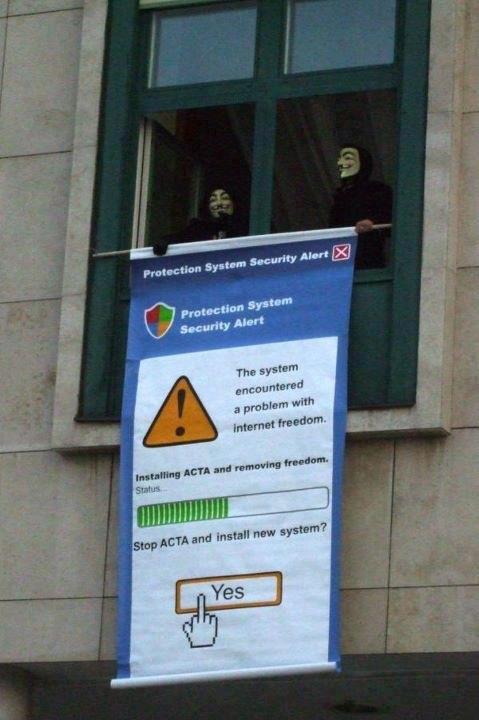 Protection System Security Alert
Protection System
Security Alert
The system
encountered
a problem with
internet freedom.
Installing ACTA and removing freedom.
Status...
Stop ACTA and install new system?
Yes